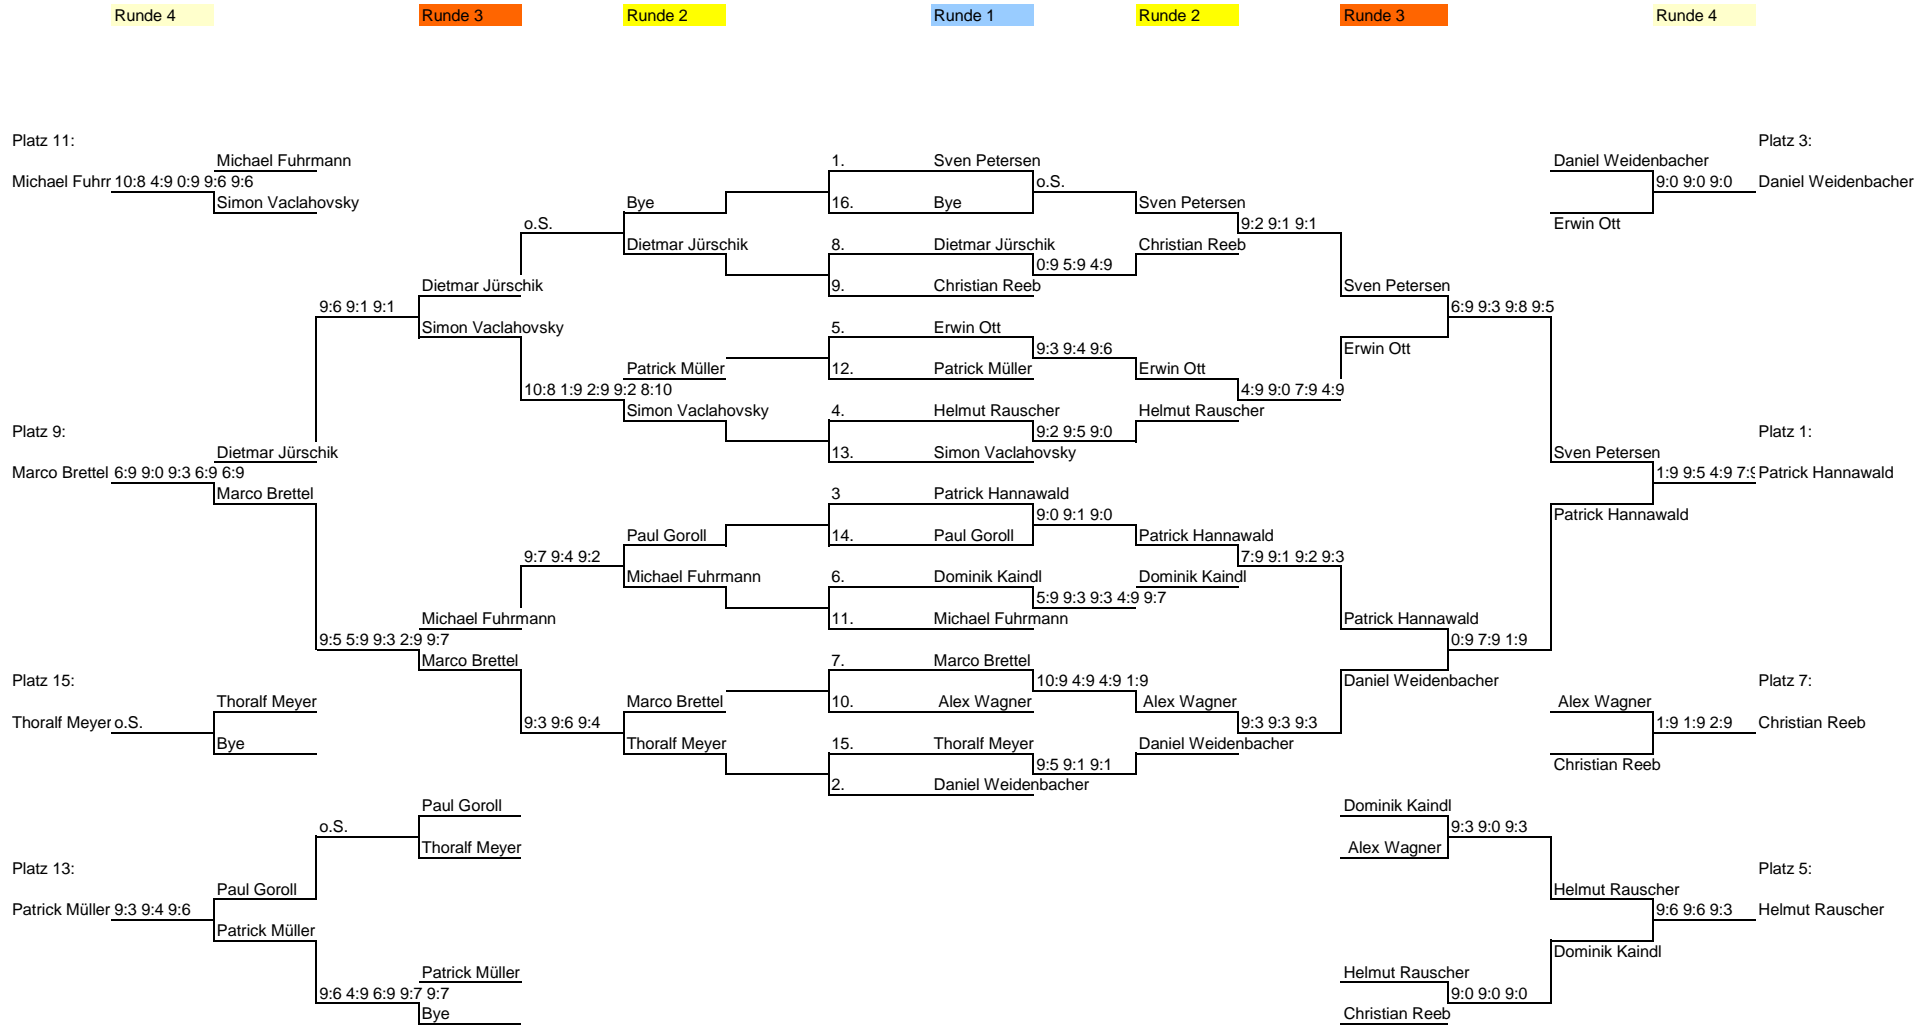 Runde 4 Runde 3 Runde 2 Runde 1 Runde 2 Runde 3 Runde 4
Platz 11: Platz 3:
Michael Fuhrmann 1. Sven Petersen Daniel Weidenbacher
Michael Fuhrr 10:8 4:9 0:9 9:6 9:6 o.S. 9:0 9:0 9:0 Daniel Weidenbacher
Simon Vaclahovsky Bye 16. Bye Sven Petersen
o.S. 9:2 9:1 9:1 Erwin Ott
Dietmar Jürschik 8. Dietmar Jürschik Christian Reeb
0:9 5:9 4:9
Dietmar Jürschik 9. Christian Reeb Sven Petersen
9:6 9:1 9:1 6:9 9:3 9:8 9:5
Simon Vaclahovsky 5. Erwin Ott
9:3 9:4 9:6 Erwin Ott
Patrick Müller 12. Patrick Müller Erwin Ott
10:8 1:9 2:9 9:2 8:10 4:9 9:0 7:9 4:9
Simon Vaclahovsky 4. Helmut Rauscher Helmut Rauscher
Platz 9: 9:2 9:5 9:0 Platz 1:
Dietmar Jürschik 13. Simon Vaclahovsky Sven Petersen
Marco Brettel 6:9 9:0 9:3 6:9 6:9 1:9 9:5 4:9 7:9 Patrick Hannawald
Marco Brettel 3 Patrick Hannawald
9:0 9:1 9:0 Patrick Hannawald
Paul Goroll 14. Paul Goroll Patrick Hannawald
9:7 9:4 9:2 7:9 9:1 9:2 9:3
Michael Fuhrmann 6. Dominik Kaindl Dominik Kaindl
5:9 9:3 9:3 4:9 9:7
Michael Fuhrmann 11. Michael Fuhrmann Patrick Hannawald
9:5 5:9 9:3 2:9 9:7 0:9 7:9 1:9
Marco Brettel 7. Marco Brettel
Platz 15: 10:9 4:9 4:9 1:9 Daniel Weidenbacher Platz 7:
Thoralf Meyer Marco Brettel 10. Alex Wagner Alex Wagner Alex Wagner
Thoralf Meyer o.S. 9:3 9:6 9:4 9:3 9:3 9:3 1:9 1:9 2:9 Christian Reeb
Bye Thoralf Meyer 15. Thoralf Meyer Daniel Weidenbacher
9:5 9:1 9:1 Christian Reeb
2. Daniel Weidenbacher
Paul Goroll Dominik Kaindl
o.S. 9:3 9:0 9:3
Thoralf Meyer Alex Wagner
Platz 13: Platz 5:
Paul Goroll Helmut Rauscher
Patrick Müller 9:3 9:4 9:6 9:6 9:6 9:3 Helmut Rauscher
Patrick Müller
Dominik Kaindl
Patrick Müller Helmut Rauscher
9:6 4:9 6:9 9:7 9:7 9:0 9:0 9:0
Bye Christian Reeb